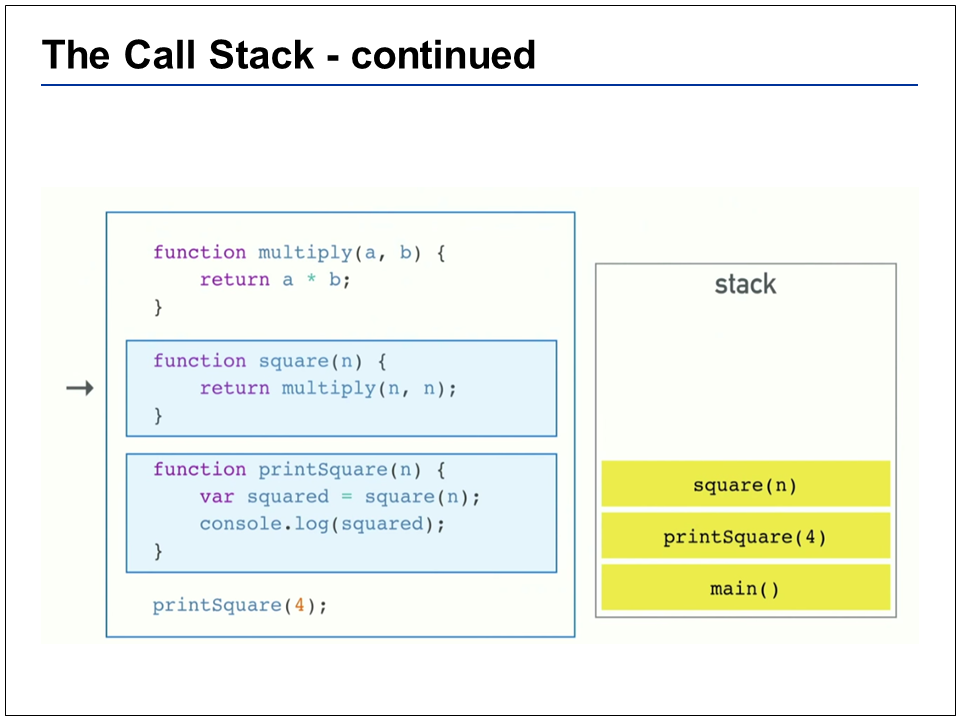 The Call Stack - continued
function multiply(a, b) {
    return a * b;
}
function square(n) {
→
    return multiply(n, n);
}
function printSquare(n) {
    var squared = square(n);
    console.log(squared);
}
printSquare(4);
stack
square(n)
printSquare(4)
main()